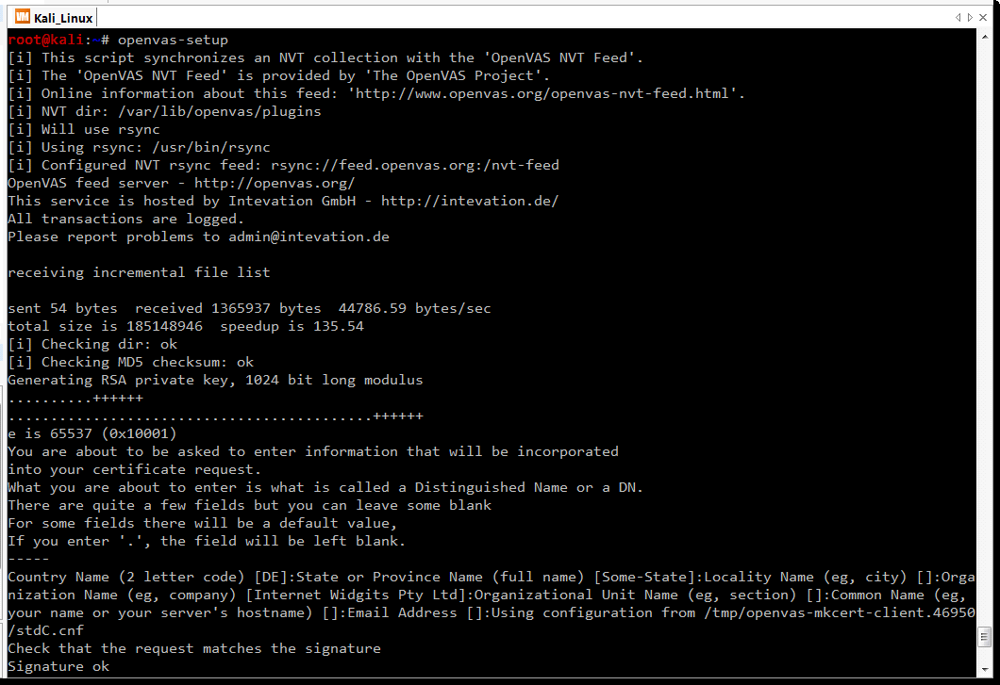 VM Kali_Linux
root@kali:~# openvas-setup
[i] This script synchronizes an NVT collection with the 'OpenVAS NVT Feed'.
[i] The 'OpenVAS NVT Feed' is provided by 'The OpenVAS Project'.
[i] Online information about this feed: 'http://www.openvas.org/openvas-nvt-feed.html'.
[i] NVT dir: /var/lib/openvas/plugins
[i] Will use rsync
[i] Using rsync: /usr/bin/rsync
[i] Configured NVT rsync feed: rsync://feed.openvas.org:/nvt-feed
OpenVAS feed server - http://openvas.org/
This service is hosted by Intevation GmbH - http://intevation.de/
All transactions are logged.
Please report problems to admin@intevation.de
receiving incremental file list
sent 54 bytes  received 1365937 bytes  44786.59 bytes/sec
total size is 185148946  speedup is 135.54
[i] Checking dir: ok
[i] Checking MD5 checksum: ok
Generating RSA private key, 1024 bit long modulus
..........++++++
...........................................++++++
e is 65537 (0x10001)
You are about to be asked to enter information that will be incorporated
into your certificate request.
What you are about to enter is what is called a Distinguished Name or a DN.
There are quite a few fields but you can leave some blank
For some fields there will be a default value,
If you enter '.', the field will be left blank.
-----
Country Name (2 letter code) [DE]:State or Province Name (full name) [Some-State]:Locality Name (eg, city) []:Orga
nization Name (eg, company) [Internet Widgits Pty Ltd]:Organizational Unit Name (eg, section) []:Common Name (eg,
your name or your server's hostname) []:Email Address []:Using configuration from /tmp/openvas-mkcert-client.46950
/stdC.cnf
Check that the request matches the signature
Signature ok